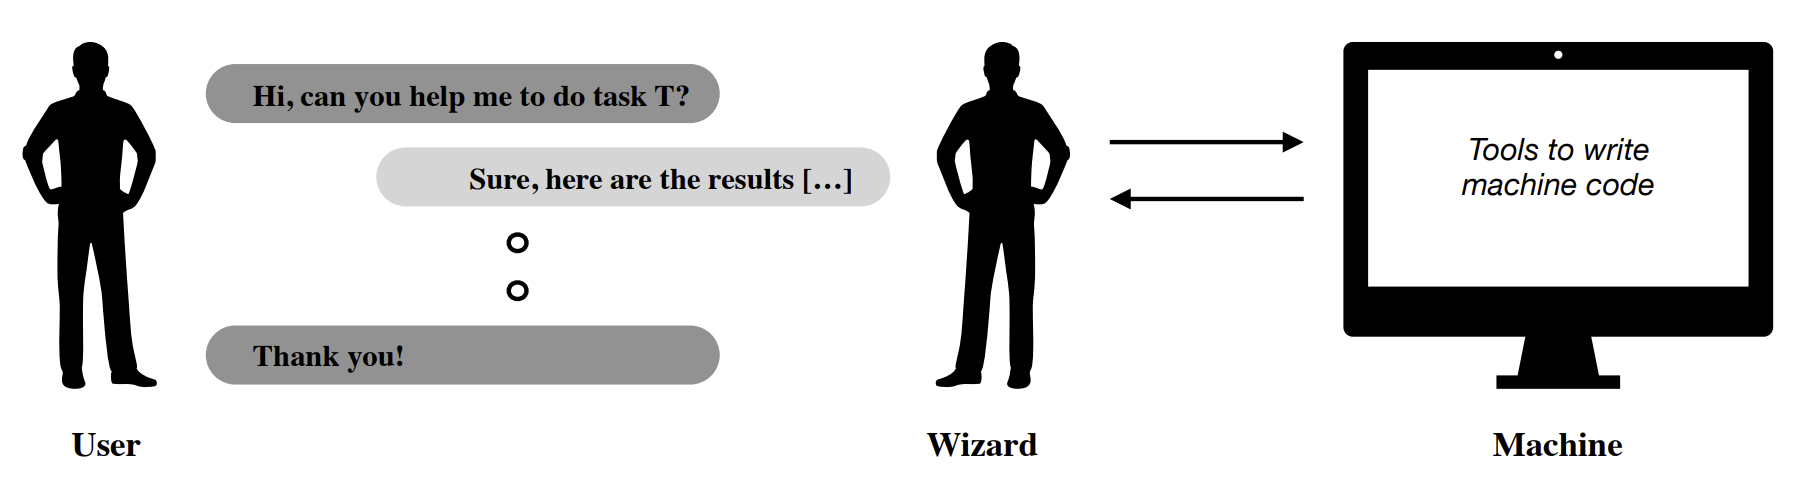 Hi, can you help me to do task T?
Sure, here are the results […]
Thank you!
Tools to write
machine code
User
Wizard
Machine